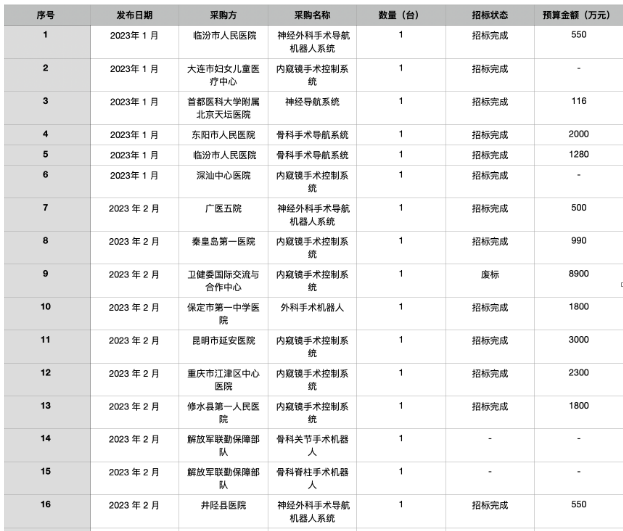 序号 发布日期 采购方 采购名称 数量（台） 招标状态 预算金额（万元）
1 2023年 1 月 临汾市人民医院 神经外科手术导航机器人系统 1 招标完成 550
2 2023年 1 月 大连市妇女儿童医疗中心 内窥镜手术控制系统 1 招标完成 -
3 2023年 1 月 首都医科大学附属北京天坛医院 神经导航系统 1 招标完成 116
4 2023年 1 月 东阳市人民医院 骨科手术导航系统 1 招标完成 2000
5 2023年 1 月 临汾市人民医院 骨科手术导航系统 1 招标完成 1280
6 2023年 1 月 深汕中心医院 内窥镜手术控制系统 1 招标完成 -
7 2023 年 2 月 广医五院 神经外科手术导航机器人系统 1 招标完成 500
8 2023 年 2 月 秦皇岛第一医院 内窥镜手术控制系统 1 招标完成 990
9 2023 年 2 月 卫健委国际交流与合作中心 内窥镜手术控制系统 1 废标 8900
10 2023 年 2 月 保定市第一中学医院 外科手术机器人 1 招标完成 1800
11 2023 年 2 月 昆明市延安医院 内窥镜手术控制系统 1 招标完成 3000
12 2023 年 2 月 重庆市江津区中心医院 内窥镜手术控制系统 1 招标完成 2300
13 2023 年 2 月 修水县第一人民医院 内窥镜手术控制系统 1 招标完成 1800
14 2023 年 2 月 解放军联勤保障部队 骨科关节手术机器人 1 - -
15 2023 年 2 月 解放军联勤保障部队 骨科脊柱手术机器人 1 - -
16 2023 年 2 月 井陉县医院 神经外科手术导航机器人系统 1 招标完成 550